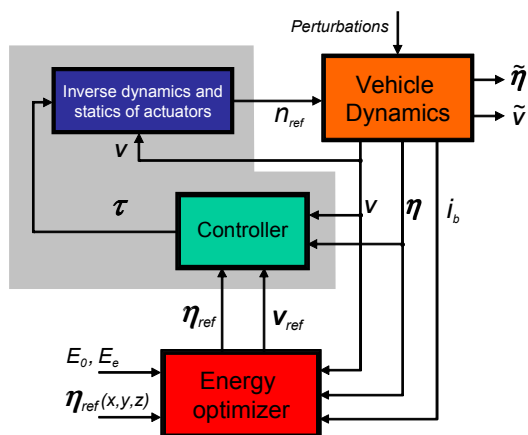 Perturbations
Inverse dynamics and
statics of actuators
n_ref
Vehicle
Dynamics
η̃
ṽ
v
τ
Controller
v
η
i_b
η_ref
v_ref
E_0, E_e
η_ref(x,y,z)
Energy
optimizer